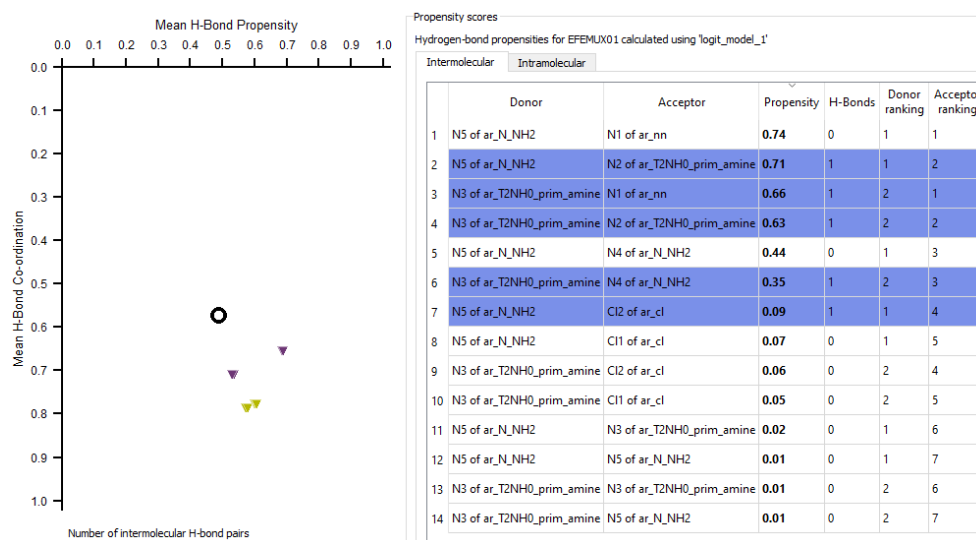 Mean H-Bond Propensity
0.0 0.1 0.2 0.3 0.4 0.5 0.6 0.7 0.8 0.9 1.0
0.0
0.1
0.2
0.3
0.4
0.5
0.6
0.7
0.8
0.9
1.0
Mean H-Bond Co-ordination
Number of intermolecular H-bond pairs
Propensity scores
Hydrogen-bond propensities for EFEMUX01 calculated using 'logit_model_1'
Intermolecular Intramolecular
Donor Acceptor Propensity H-Bonds Donor ranking Acceptor ranking
1 N5 of ar_N_NH2 N1 of ar_nn 0.74 0 1 1
2 N5 of ar_N_NH2 N2 of ar_T2NH0_prim_amine 0.71 1 1 2
3 N3 of ar_T2NH0_prim_amine N1 of ar_nn 0.66 1 2 1
4 N3 of ar_T2NH0_prim_amine N2 of ar_T2NH0_prim_amine 0.63 1 2 2
5 N5 of ar_N_NH2 N4 of ar_N_NH2 0.44 0 1 3
6 N3 of ar_T2NH0_prim_amine N4 of ar_N_NH2 0.35 1 2 3
7 N5 of ar_N_NH2 Cl2 of ar_cl 0.09 1 1 4
8 N5 of ar_N_NH2 Cl1 of ar_cl 0.07 0 1 5
9 N3 of ar_T2NH0_prim_amine Cl2 of ar_cl 0.06 0 2 4
10 N3 of ar_T2NH0_prim_amine Cl1 of ar_cl 0.05 0 2 5
11 N5 of ar_N_NH2 N3 of ar_T2NH0_prim_amine 0.02 0 1 6
12 N5 of ar_N_NH2 N5 of ar_N_NH2 0.01 0 1 7
13 N3 of ar_T2NH0_prim_amine N3 of ar_T2NH0_prim_amine 0.01 0 2 6
14 N3 of ar_T2NH0_prim_amine N5 of ar_N_NH2 0.01 0 2 7